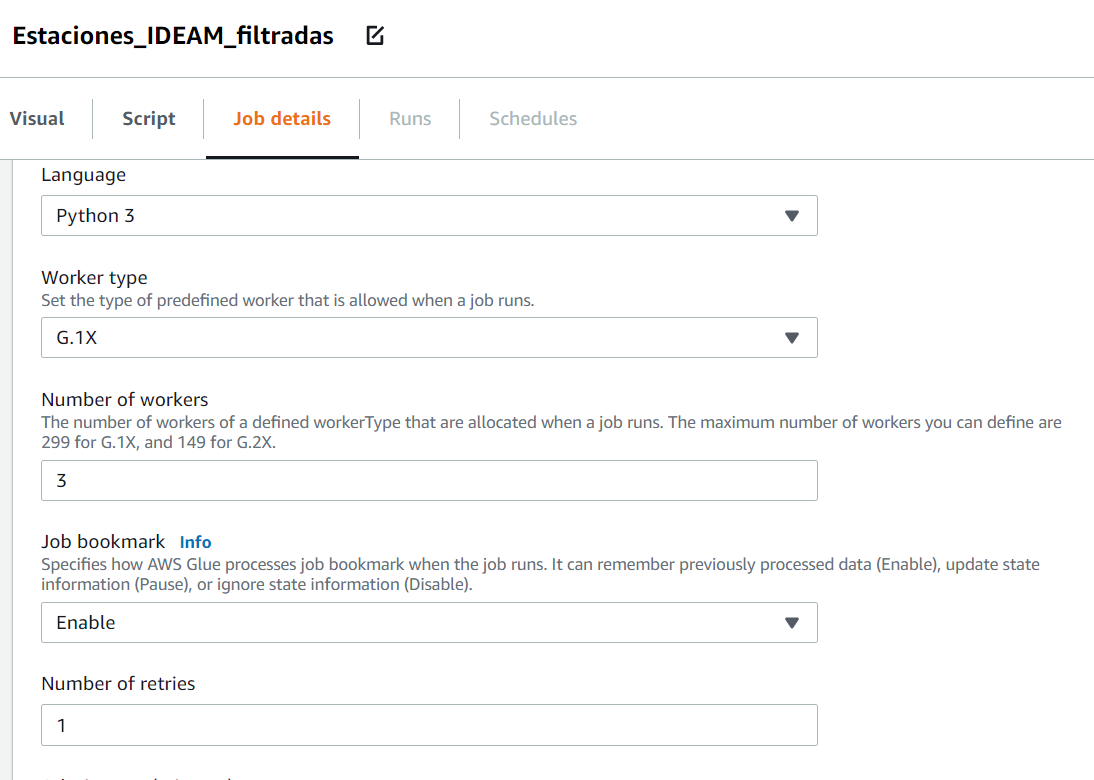 Estaciones_IDEAM_filtradas
Visual Script Job details Runs Schedules
Language
Python 3
Worker type
Set the type of predefined worker that is allowed when a job runs.
G.1X
Number of workers
The number of workers of a defined workerType that are allocated when a job runs. The maximum number of workers you can define are
299 for G.1X, and 149 for G.2X.
3
Job bookmark Info
Specifies how AWS Glue processes job bookmark when the job runs. It can remember previously processed data (Enable), update state
information (Pause), or ignore state information (Disable).
Enable
Number of retries
1